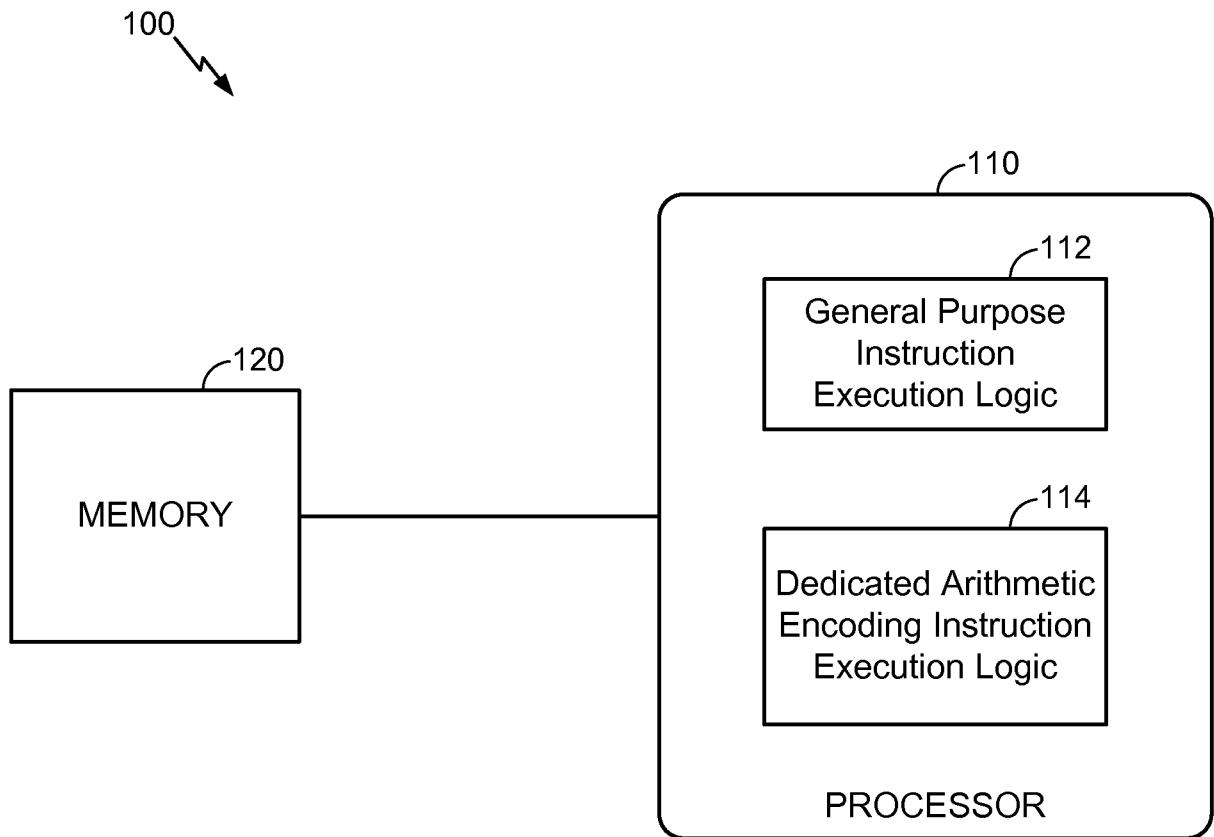 100
110
112
General Purpose
Instruction
Execution Logic
120
MEMORY
114
Dedicated Arithmetic
Encoding Instruction
Execution Logic
PROCESSOR